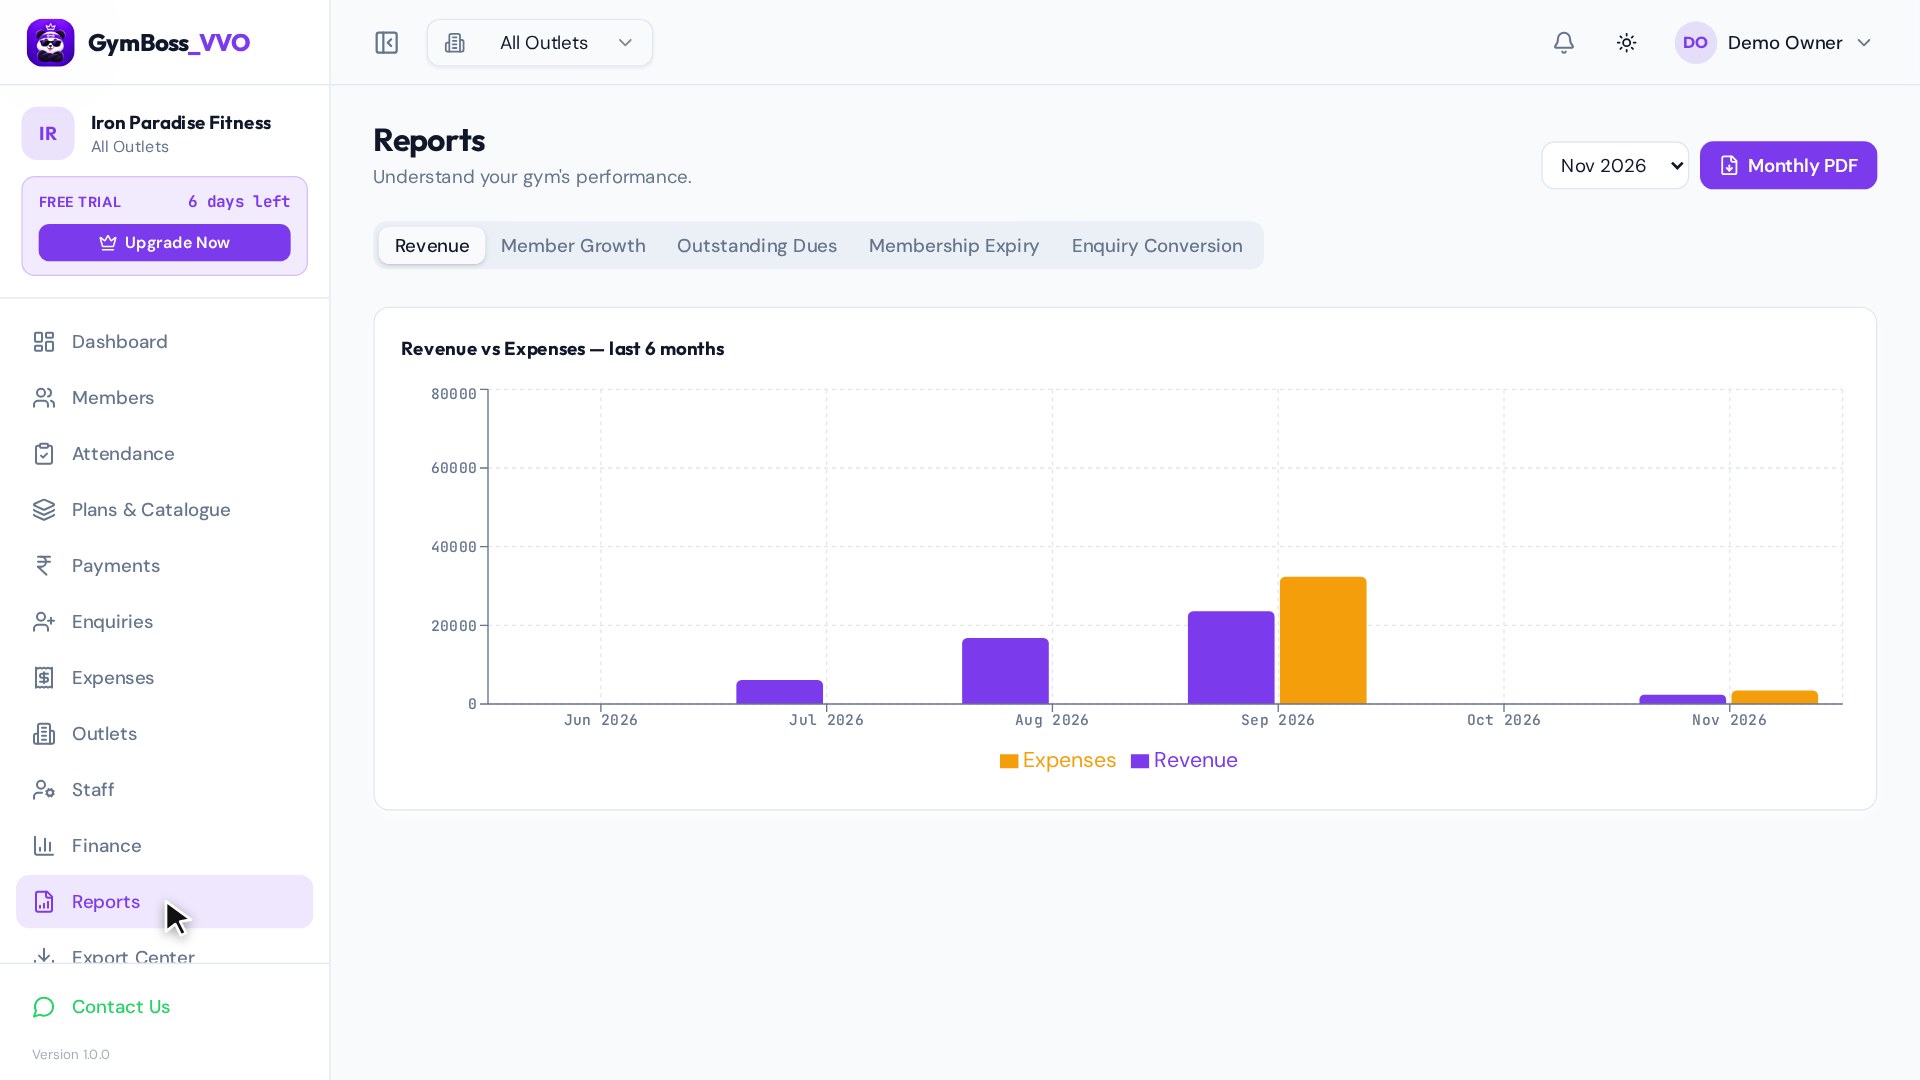 GymBoss_VVO
All Outlets
DO
Demo Owner
IR
Iron Paradise Fitness
All Outlets
FREE TRIAL
6 days left
Upgrade Now
Dashboard
Members
Attendance
Plans & Catalogue
Payments
Enquiries
Expenses
Outlets
Staff
Finance
Reports
Export Center
Contact Us
Version 1.0.0
Reports
Understand your gym's performance.
Nov 2026
Monthly PDF
Revenue
Member Growth
Outstanding Dues
Membership Expiry
Enquiry Conversion
Revenue vs Expenses — last 6 months
80000
60000
40000
20000
0
Jun 2026
Jul 2026
Aug 2026
Sep 2026
Oct 2026
Nov 2026
Expenses
Revenue